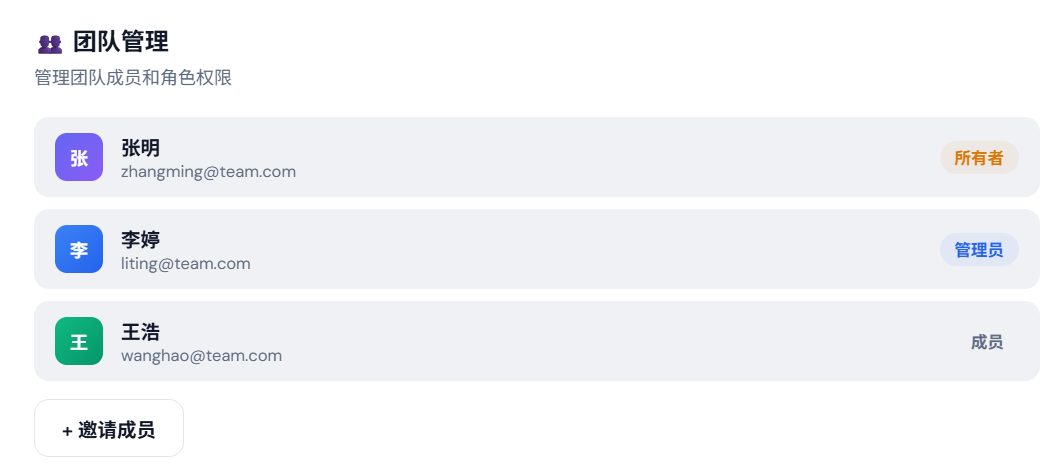 团队管理
管理团队成员和角色权限
张
张明
zhangming@team.com
所有者
李
李婷
liting@team.com
管理员
王
王浩
wanghao@team.com
成员
+ 邀请成员